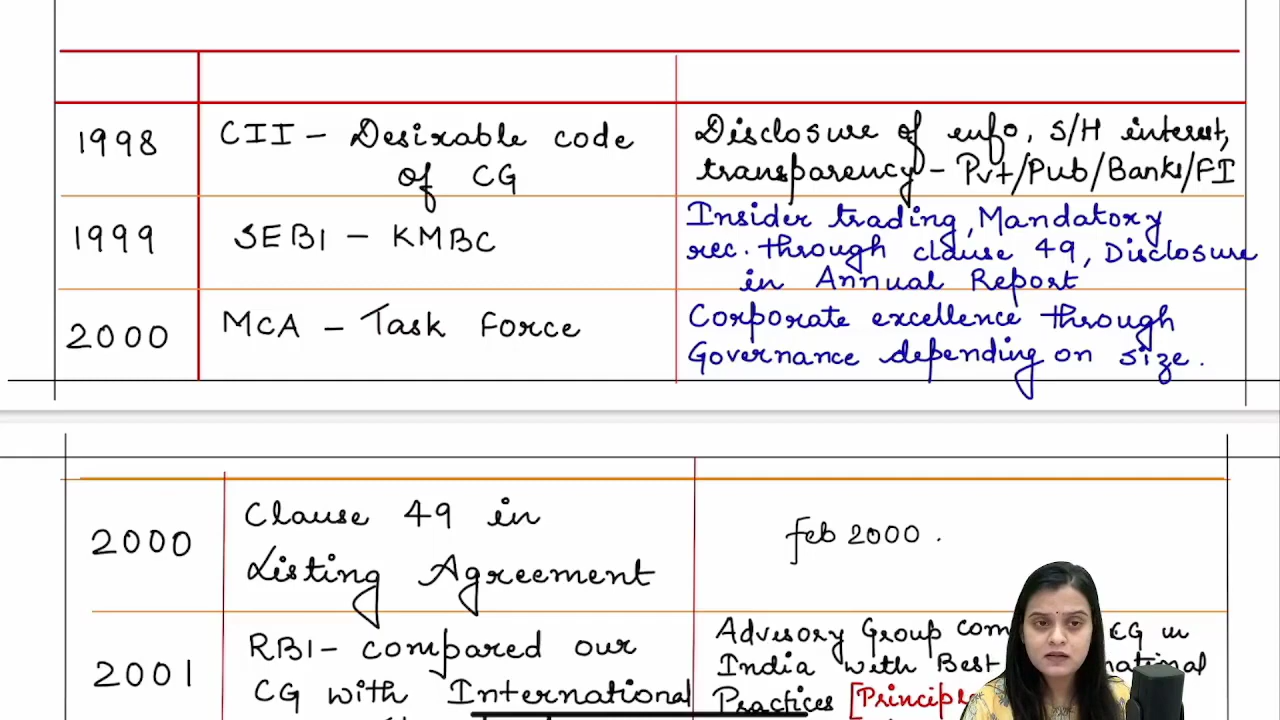 1998
CII - Desirable code
of CG
Disclosure of info, S/H interest,
transparency - Pvt/Pub/Banks/FI
1999
SEBI - KMBC
Insider trading, Mandatory
rec. through clause 49, Disclosure
in Annual Report
2000
MCA - Task Force
Corporate excellence through
Governance depending on size.
2000
Clause 49 in
Listing Agreement
Feb 2000.
2001
RBI - compared our
CG with International
Advisory Group CG in
India with Best
Practices